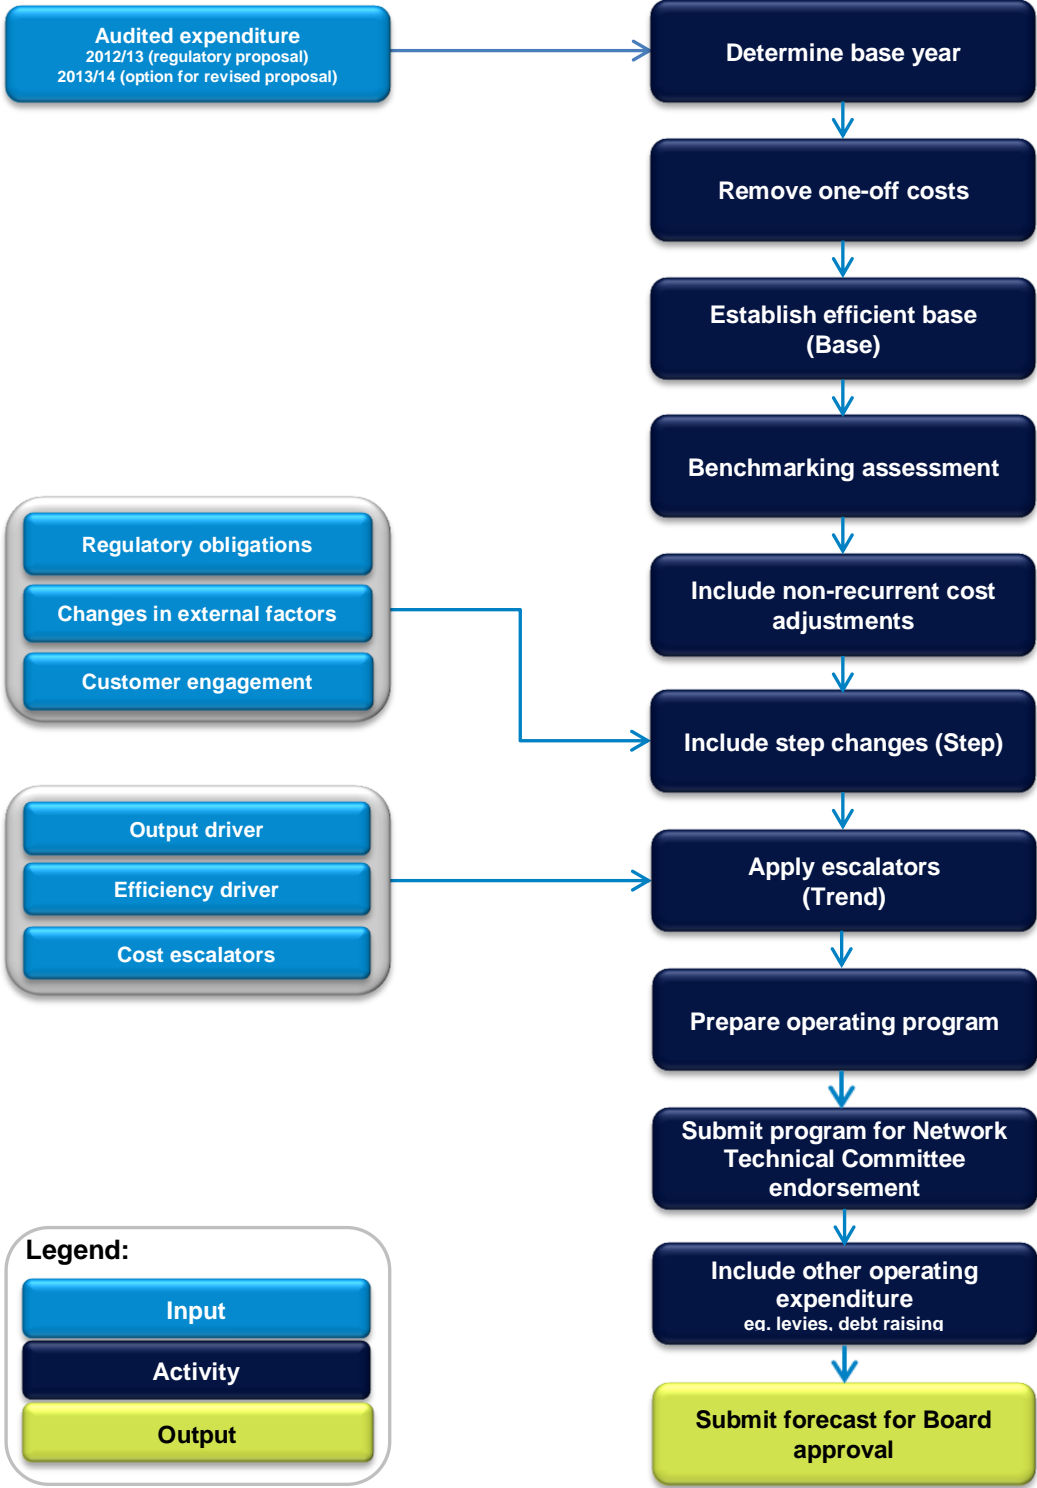 Audited expenditure
2012/13 (regulatory proposal)
2013/14 (option for revised proposal)
Determine base year
Remove one-off costs
Establish efficient base
(Base)
Benchmarking assessment
Regulatory obligations
Changes in external factors
Customer engagement
Include non-recurrent cost
adjustments
Include step changes (Step)
Output driver
Efficiency driver
Cost escalators
Apply escalators
(Trend)
Prepare operating program
Submit program for Network
Technical Committee
endorsement
Include other operating
expenditure
eg. levies, debt raising
Submit forecast for Board
approval
Legend:
Input
Activity
Output